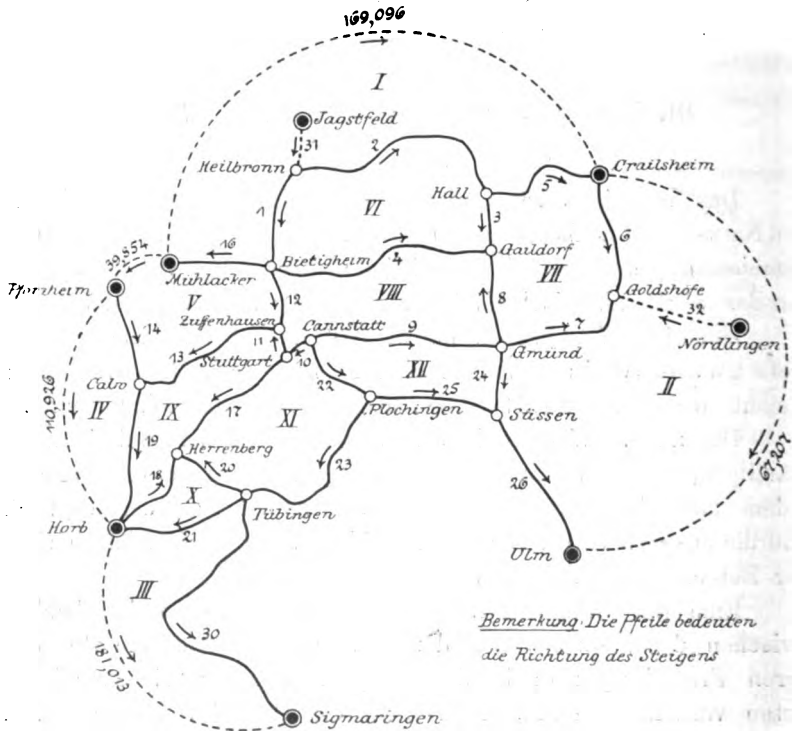 169,096
I
Jagstfeld
31
2
Heilbronn
Crailsheim
Hall
5
1
VI
3
6
16
Gaildorf
39,854
Mühlacker
Bietigheim
4
VII
Pforzheim
V
12
VIII
8
Goldshöfe
32
14
Zuffenhausen
Cannstatt
9
7
Nördlingen
13
11
Stuttgart
10
Gmünd
Calw
22
XII
24
II
IV
IX
17
25
110,926
Plochingen
Süssen
19
XI
Herrenberg
67,207
18
20
23
26
X
Horb
21
Tübingen
Ulm
III
Bemerkung. Die Pfeile bedeuten
30
die Richtung des Steigens
181,013
Sigmaringen